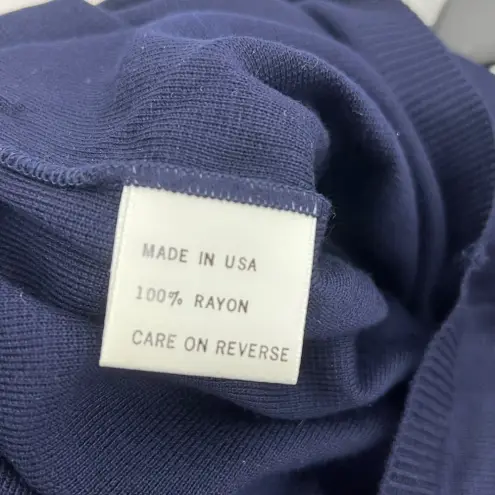 MADE IN USA
100% RAYON
CARE ON REVERSE